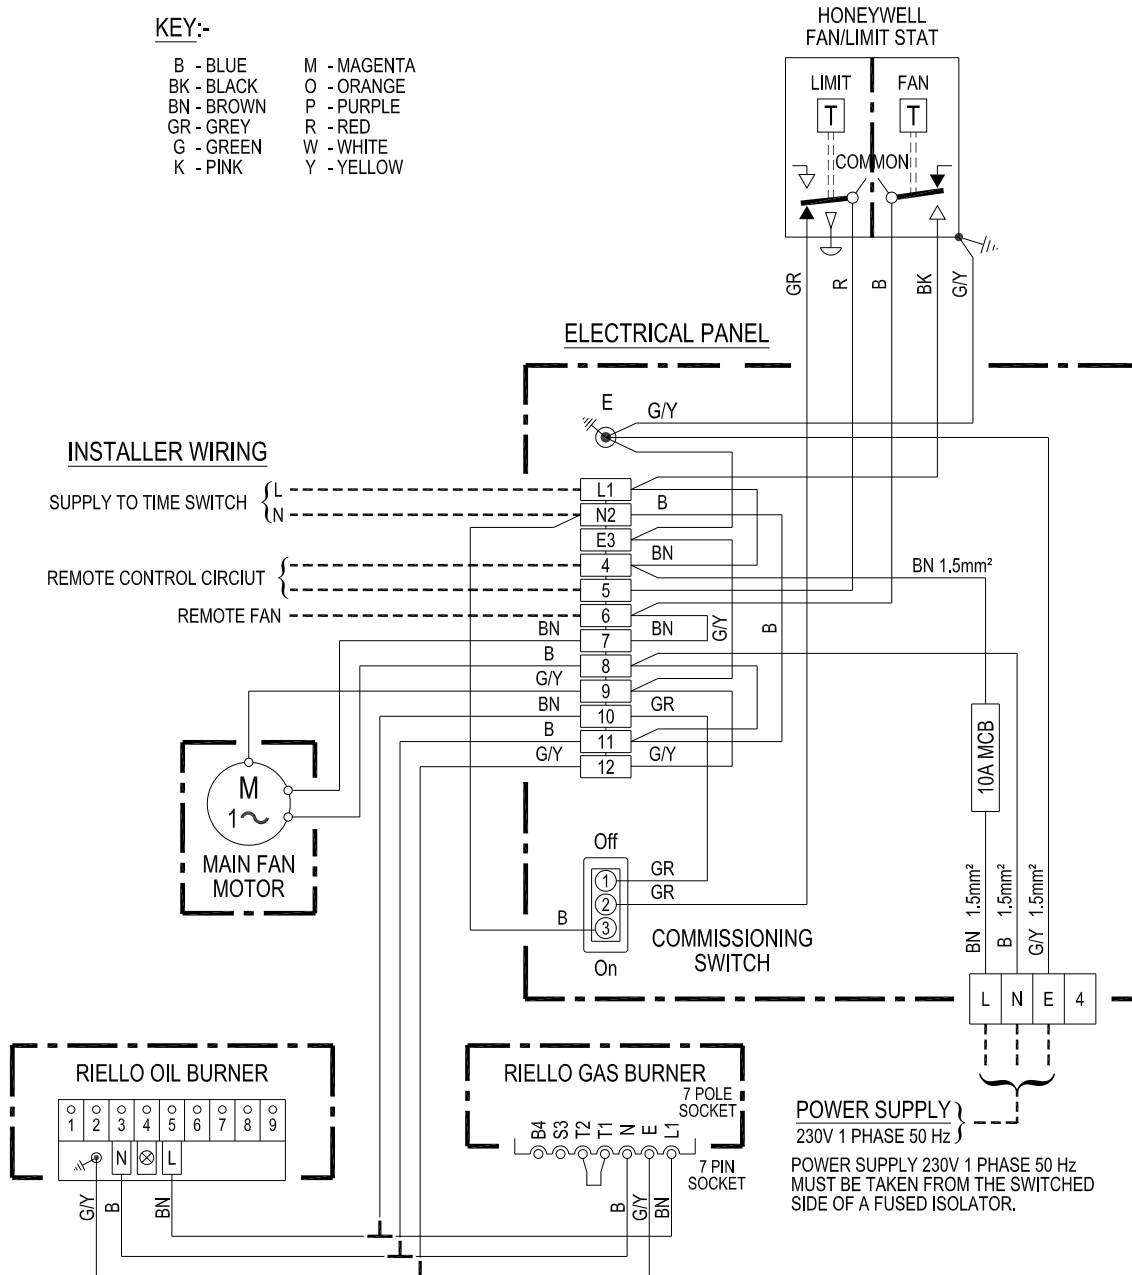 KEY:-
B - BLUE
BK - BLACK
BN - BROWN
GR - GREY
G - GREEN
K - PINK
M - MAGENTA
O - ORANGE
P - PURPLE
R - RED
W - WHITE
Y - YELLOW
HONEYWELL
FAN/LIMIT STAT
LIMIT
FAN
T
T
COMMON
GR
R
B
BK
G/Y
ELECTRICAL PANEL
E
G/Y
INSTALLER WIRING
SUPPLY TO TIME SWITCH
L
N
REMOTE CONTROL CIRCIUT
REMOTE FAN
L1
N2
E3
4
5
6
7
8
9
10
11
12
B
BN
BN
G/Y
B
GR
G/Y
BN
B
G/Y
BN
B
G/Y
BN 1.5mm²
10A MCB
M
1~
MAIN FAN
MOTOR
Off
1
2
3
On
GR
GR
B
COMMISSIONING
SWITCH
BN 1.5mm²
B 1.5mm²
G/Y 1.5mm²
L
N
E
4
POWER SUPPLY
230V 1 PHASE 50 Hz
POWER SUPPLY 230V 1 PHASE 50 Hz
MUST BE TAKEN FROM THE SWITCHED
SIDE OF A FUSED ISOLATOR.
RIELLO OIL BURNER
1 2 3 4 5 6 7 8 9
N
L
G/Y
B
BN
RIELLO GAS BURNER
7 POLE
SOCKET
B4 S3 T2 T1 N E L1
7 PIN
SOCKET
B
G/Y
BN